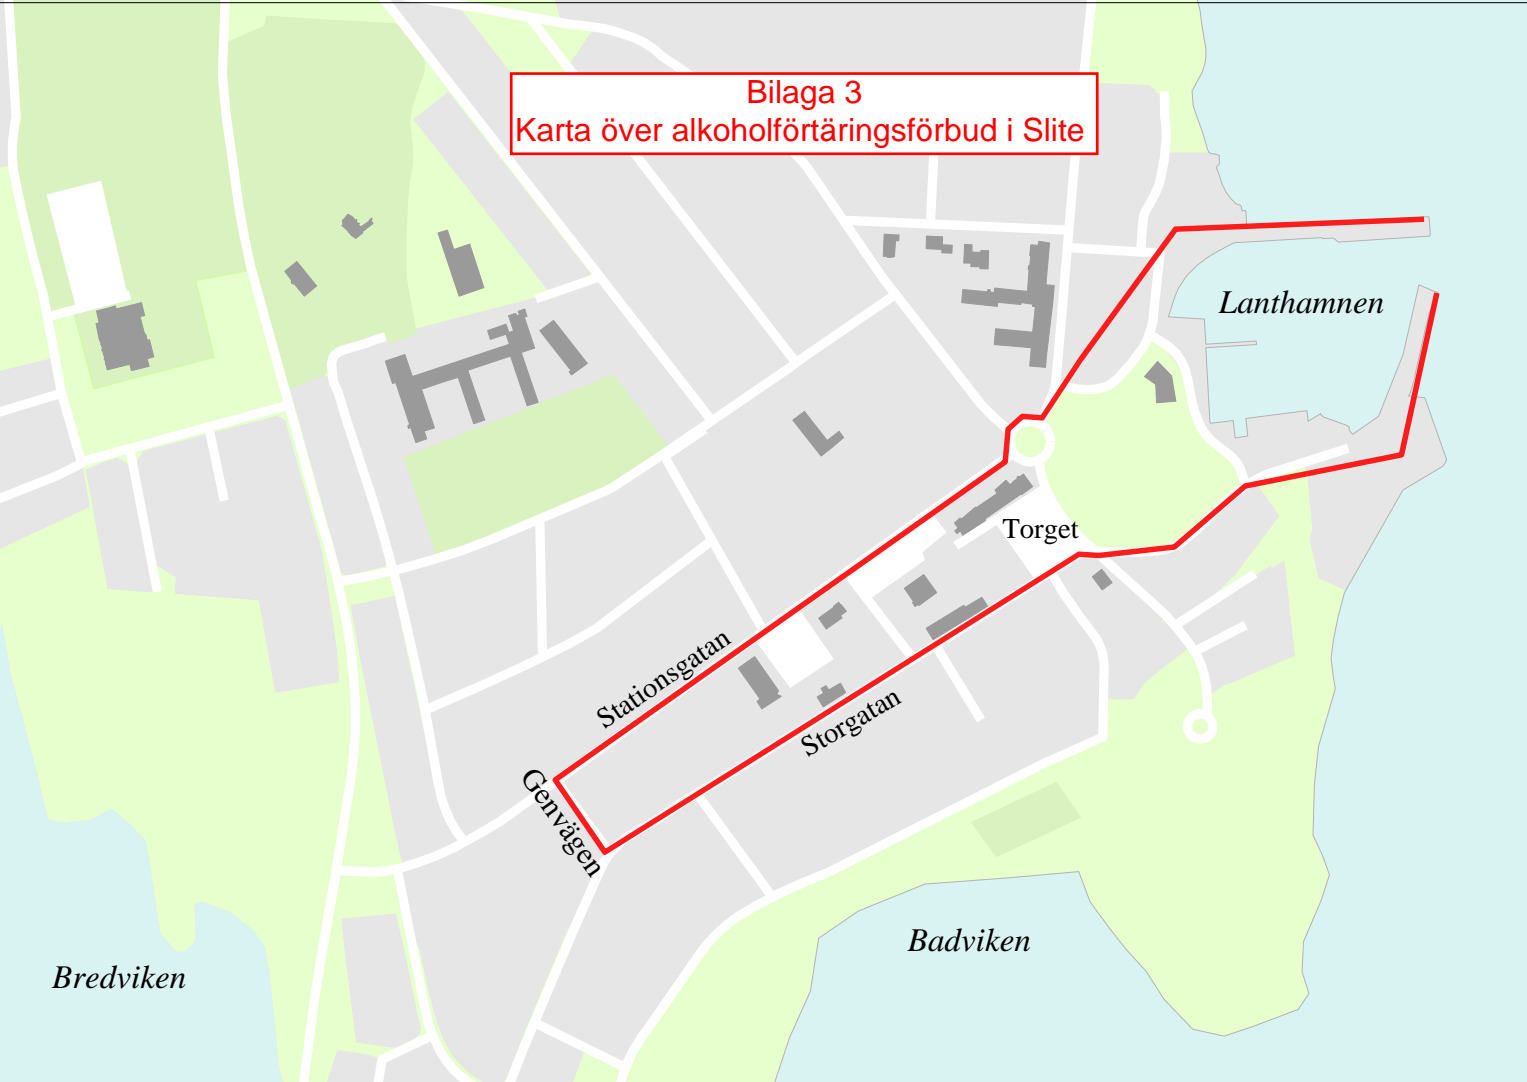 Bilaga 3
Karta över alkoholförtäringsförbud i Slite
Lanthamnen
Torget
Stationsgatan
Storgatan
Genvägen
Badviken
Bredviken